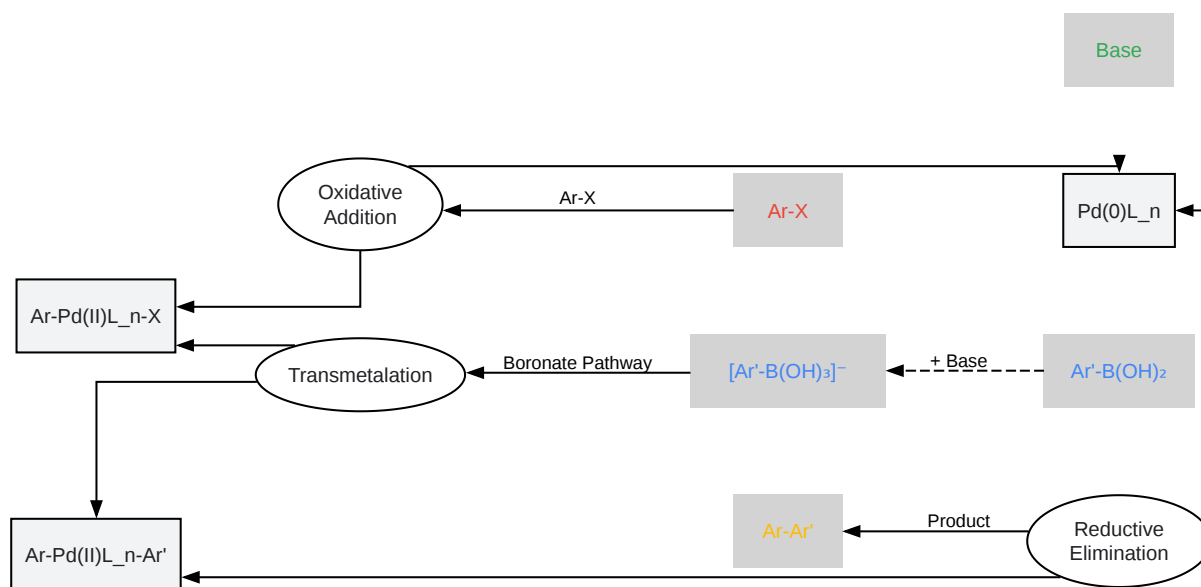 Base
Oxidative
Addition
Ar-X
Ar-X
Pd(0)L_n
Ar-Pd(II)L_n-X
Transmetalation
Boronate Pathway
[Ar'-B(OH)₃]⁻
+ Base
Ar'-B(OH)₂
Ar-Ar'
Product
Reductive
Elimination
Ar-Pd(II)L_n-Ar'